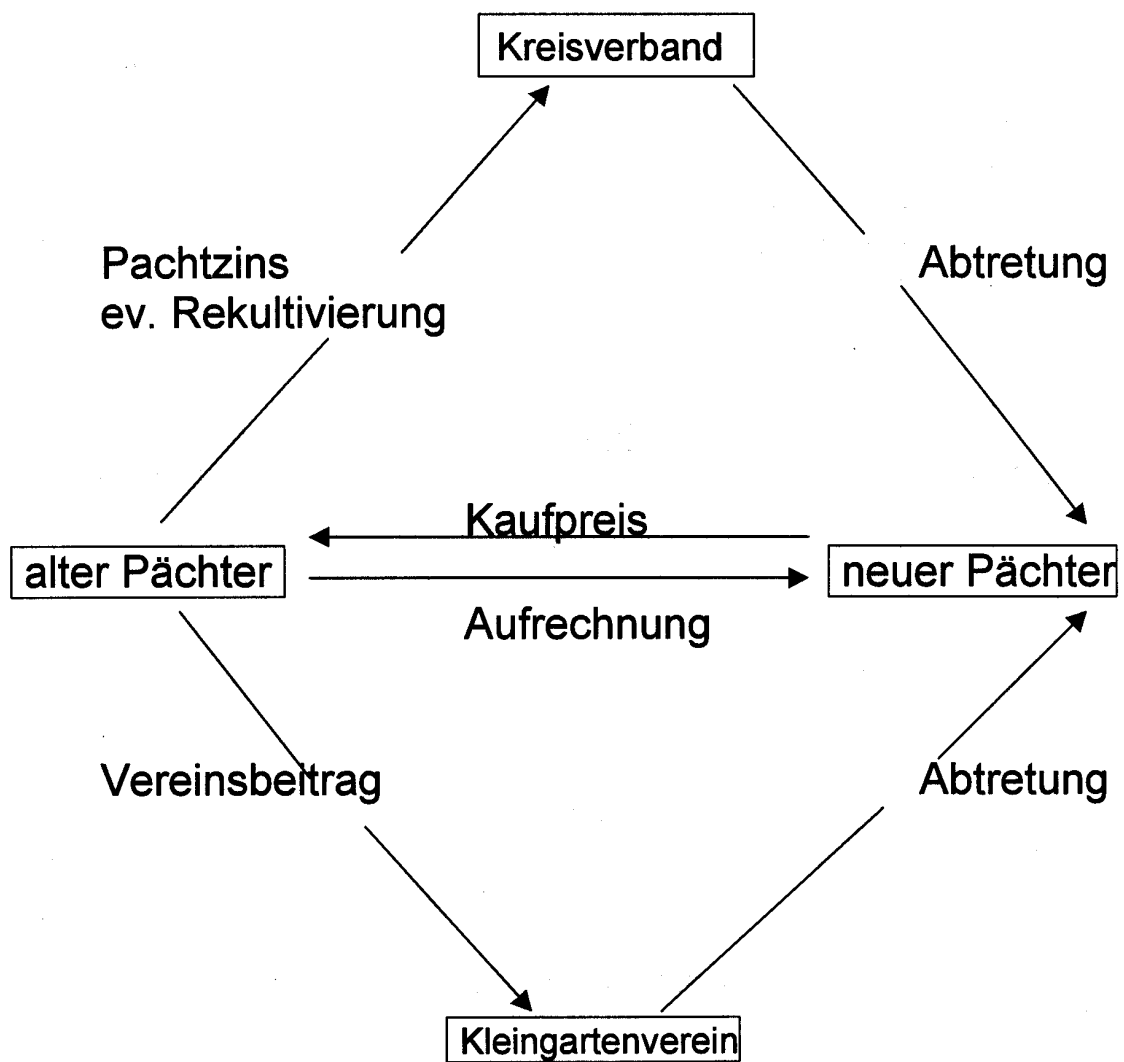 Kreisverband
Pachtzins
ev. Rekultivierung
Abtretung
Kaufpreis
alter Pächter
neuer Pächter
Aufrechnung
Vereinsbeitrag
Abtretung
Kleingartenverein